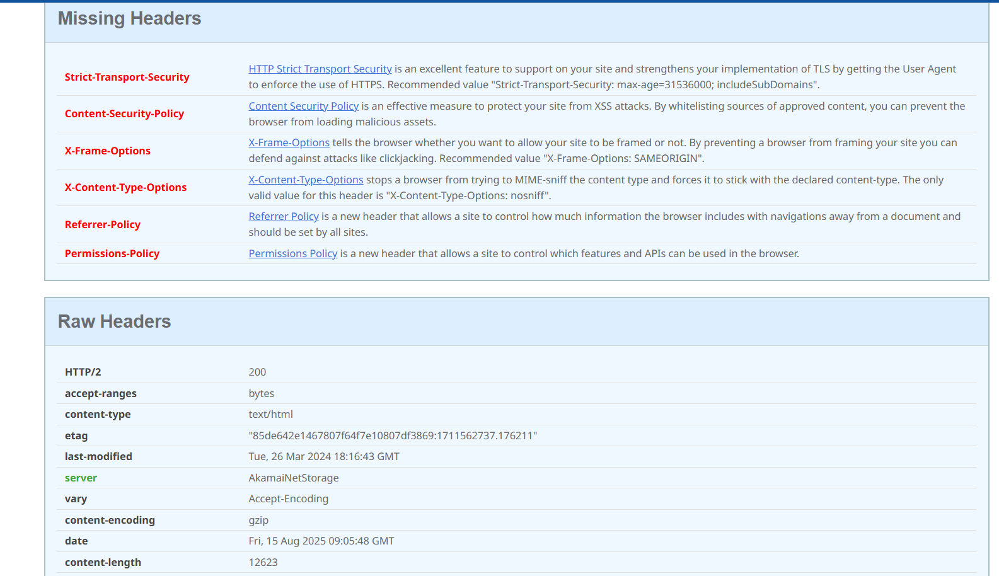 Missing Headers
Strict-Transport-Security
HTTP Strict Transport Security is an excellent feature to support on your site and strengthens your implementation of TLS by getting the User Agent
to enforce the use of HTTPS. Recommended value "Strict-Transport-Security: max-age=31536000; includeSubDomains".
Content-Security-Policy
Content Security Policy is an effective measure to protect your site from XSS attacks. By whitelisting sources of approved content, you can prevent the
browser from loading malicious assets.
X-Frame-Options
X-Frame-Options tells the browser whether you want to allow your site to be framed or not. By preventing a browser from framing your site you can
defend against attacks like clickjacking. Recommended value "X-Frame-Options: SAMEORIGIN".
X-Content-Type-Options
X-Content-Type-Options stops a browser from trying to MIME-sniff the content type and forces it to stick with the declared content-type. The only
valid value for this header is "X-Content-Type-Options: nosniff".
Referrer-Policy
Referrer Policy is a new header that allows a site to control how much information the browser includes with navigations away from a document and
should be set by all sites.
Permissions-Policy
Permissions Policy is a new header that allows a site to control which features and APIs can be used in the browser.
Raw Headers
HTTP/2 200
accept-ranges bytes
content-type text/html
etag "85de642e1467807f64f7e10807df3869:1711562737.176211"
last-modified Tue, 26 Mar 2024 18:16:43 GMT
server AkamaiNetStorage
vary Accept-Encoding
content-encoding gzip
date Fri, 15 Aug 2025 09:05:48 GMT
content-length 12623